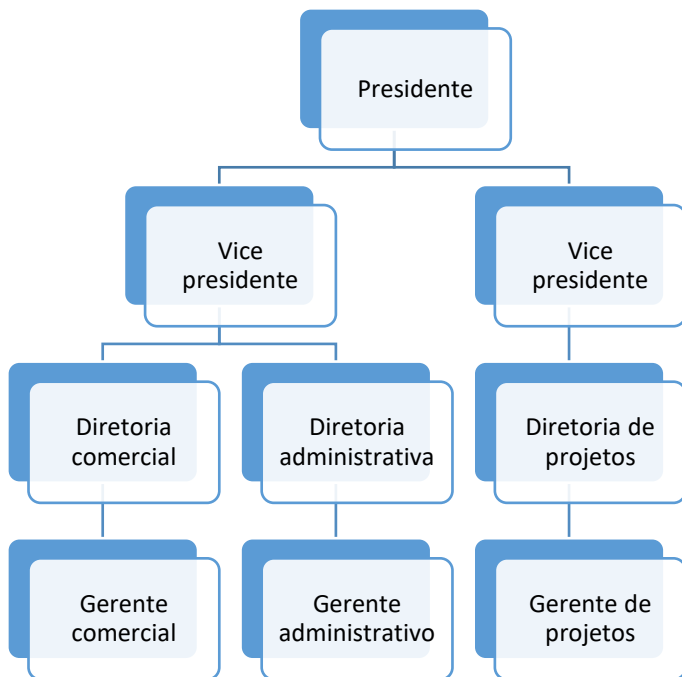 Presidente
Vice
presidente
Vice
presidente
Diretoria
comercial
Diretoria
administrativa
Diretoria de
projetos
Gerente
comercial
Gerente
administrativo
Gerente de
projetos